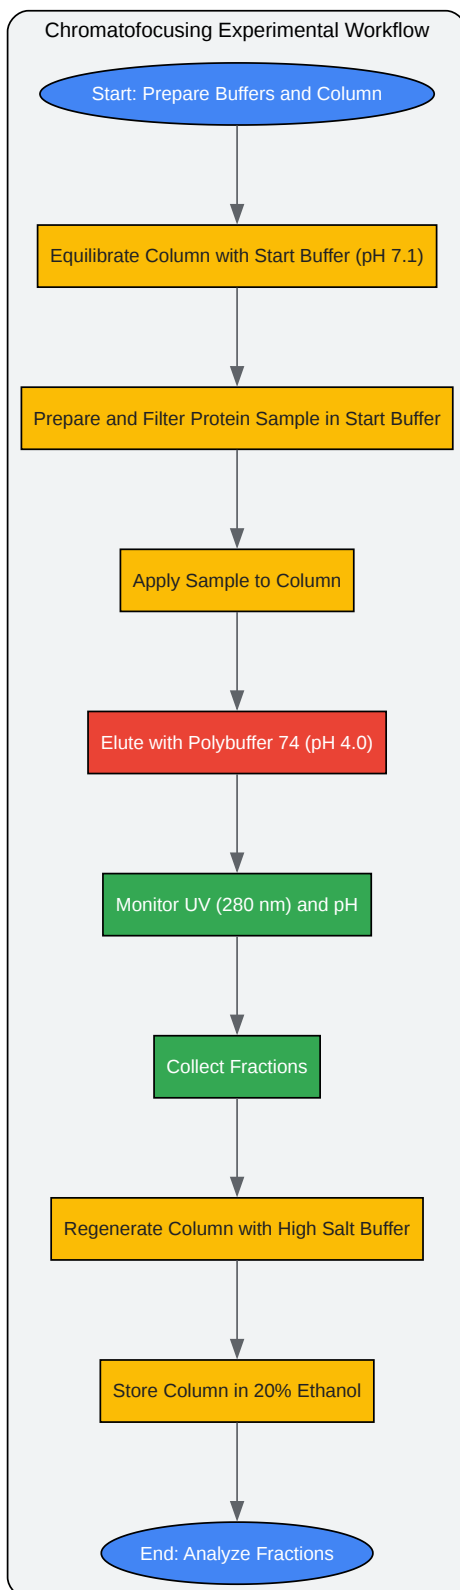 Chromatofocusing Experimental Workflow
Start: Prepare Buffers and Column
Equilibrate Column with Start Buffer (pH 7.1)
Prepare and Filter Protein Sample in Start Buffer
Apply Sample to Column
Elute with Polybuffer 74 (pH 4.0)
Monitor UV (280 nm) and pH
Collect Fractions
Regenerate Column with High Salt Buffer
Store Column in 20% Ethanol
End: Analyze Fractions